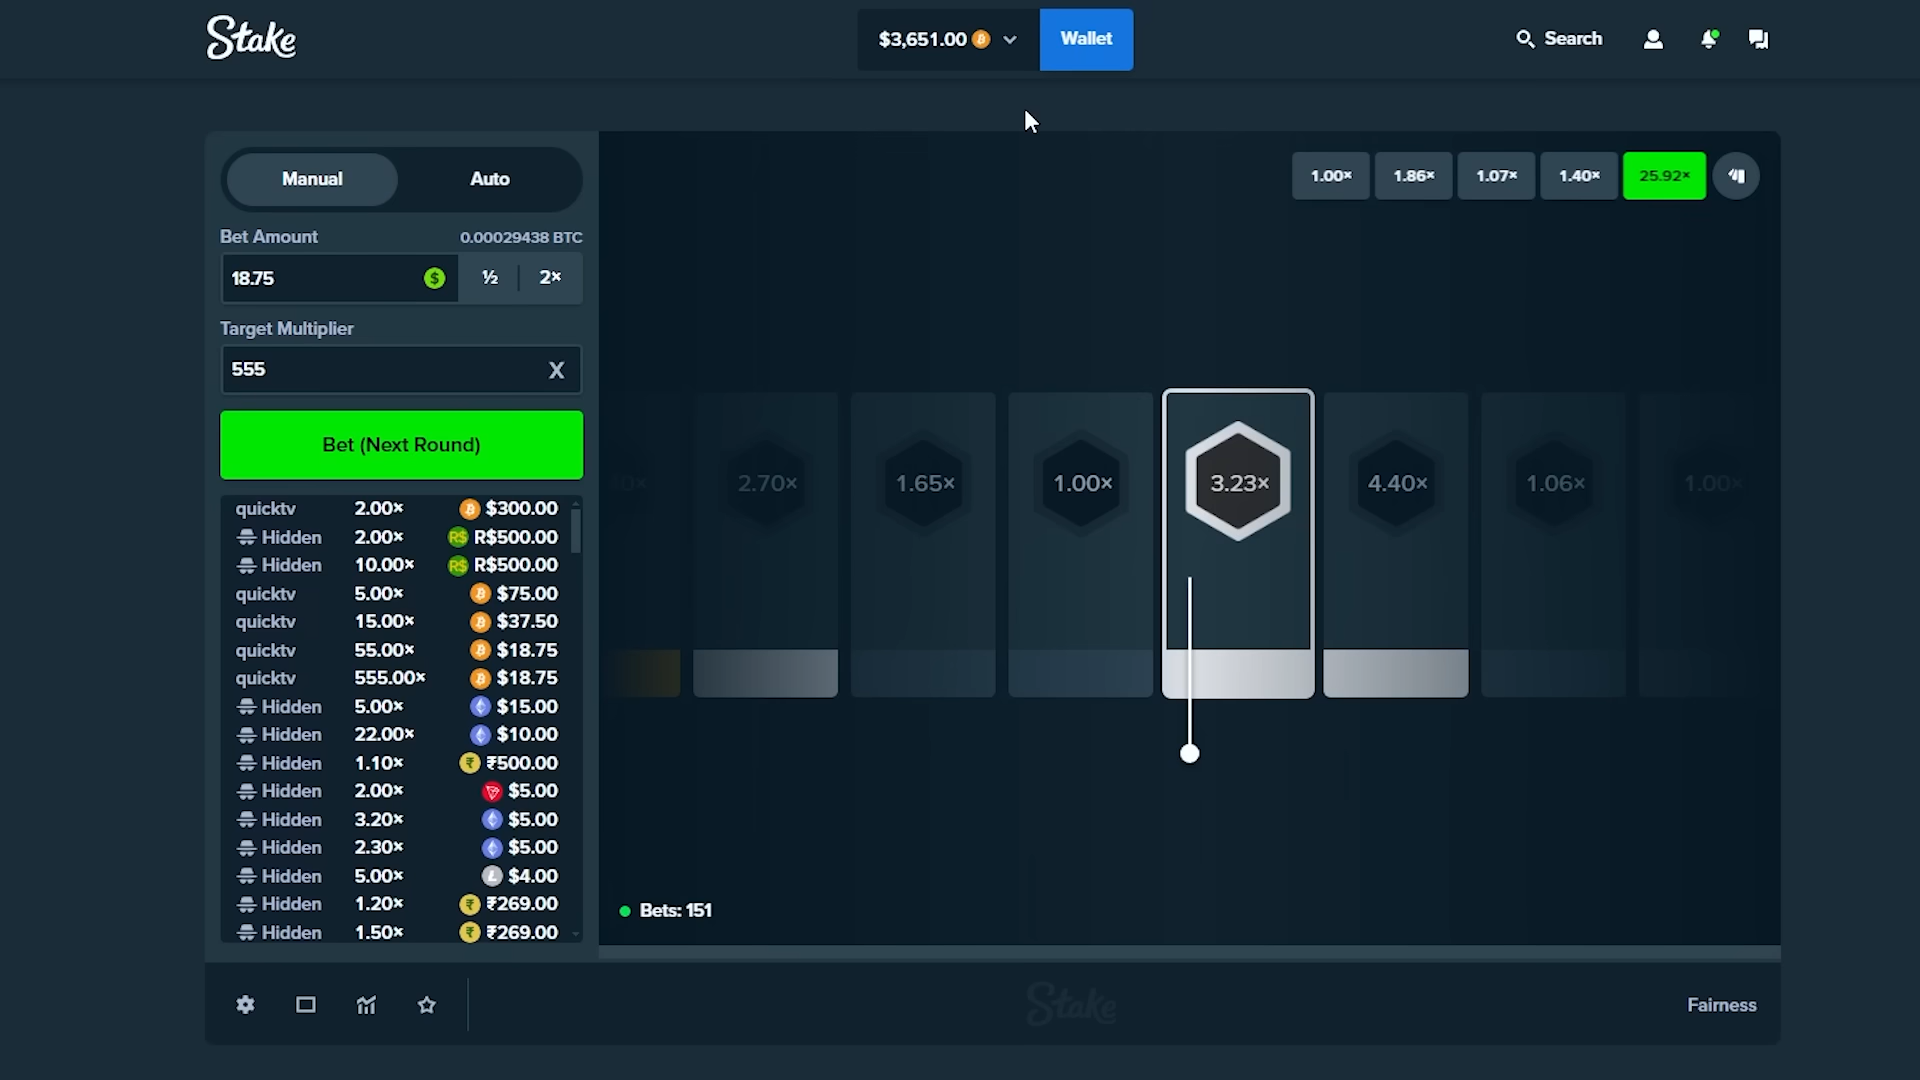 Stake
$3,651.00
Wallet
Search
Manual Auto
Bet Amount 0.00029438 BTC
18.75 $ ½ 2×
Target Multiplier
555 X
Bet (Next Round)
quicktv 2.00× $300.00
Hidden 2.00× R$ R$500.00
Hidden 10.00× R$ R$500.00
quicktv 5.00× $75.00
quicktv 15.00× $37.50
quicktv 55.00× $18.75
quicktv 555.00× $18.75
Hidden 5.00× $15.00
Hidden 22.00× $10.00
Hidden 1.10× ₹ ₹500.00
Hidden 2.00× $5.00
Hidden 3.20× $5.00
Hidden 2.30× $5.00
Hidden 5.00× $4.00
Hidden 1.20× ₹ ₹269.00
Hidden 1.50× ₹ ₹269.00
1.00× 1.86× 1.07× 1.40× 25.92×
2.70× 1.65× 1.00× 3.23× 4.40× 1.06× 1.00×
Bets: 151
Stake
Fairness